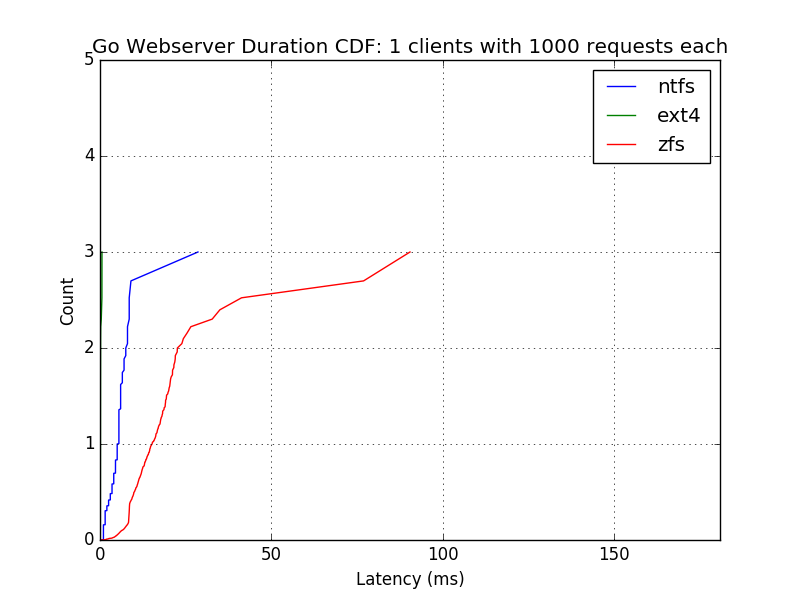 Go Webserver Duration CDF: 1 clients with 1000 requests each
5
4
3
2
1
0
Count
ntfs
ext4
zfs
0 50 100 150
Latency (ms)